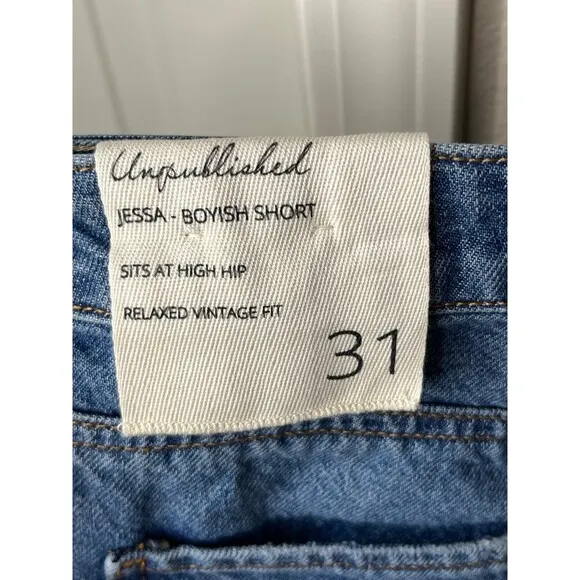 Unpublished
JESSA - BOYISH SHORT
SITS AT HIGH HIP
RELAXED VINTAGE FIT
31